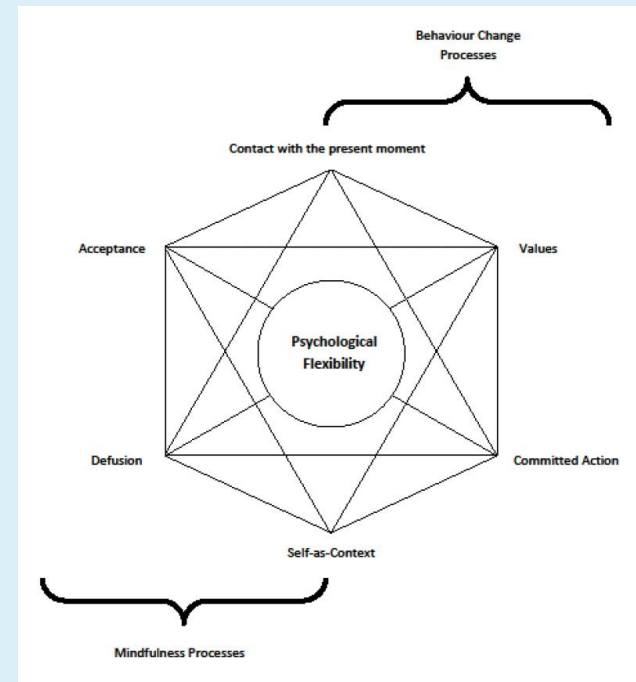 Behaviour Change
Processes
Contact with the present moment
Acceptance
Values
Psychological
Flexibility
Defusion
Committed Action
Self-as-Context
Mindfulness Processes